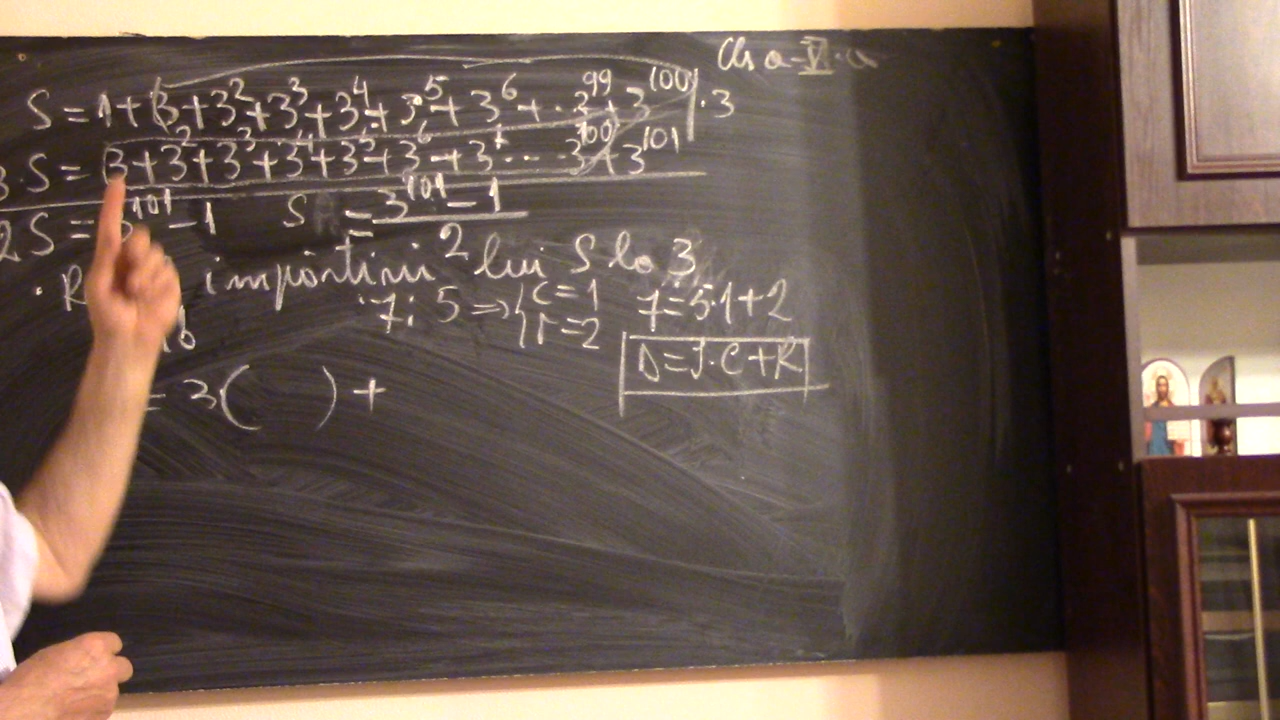 Cls a-VI-a
S = 1 + 3 + 3² + 3³ + 3⁴ + 3⁵ + 3⁶ + ... 3⁹⁹ + 3¹⁰⁰ | · 3
3·S = 3 + 3² + 3³ + 3⁴ + 3⁵ + 3⁶ + 3⁷ ... 3¹⁰⁰ + 3¹⁰¹
2S = 3¹⁰¹ - 1 S = (3¹⁰¹ - 1)/2
· R împărțirii lui S la 3
7 : 5 => { C = 1 7 = 5·1 + 2
{ r = 2
D = Î·C + R
= 3( ) +